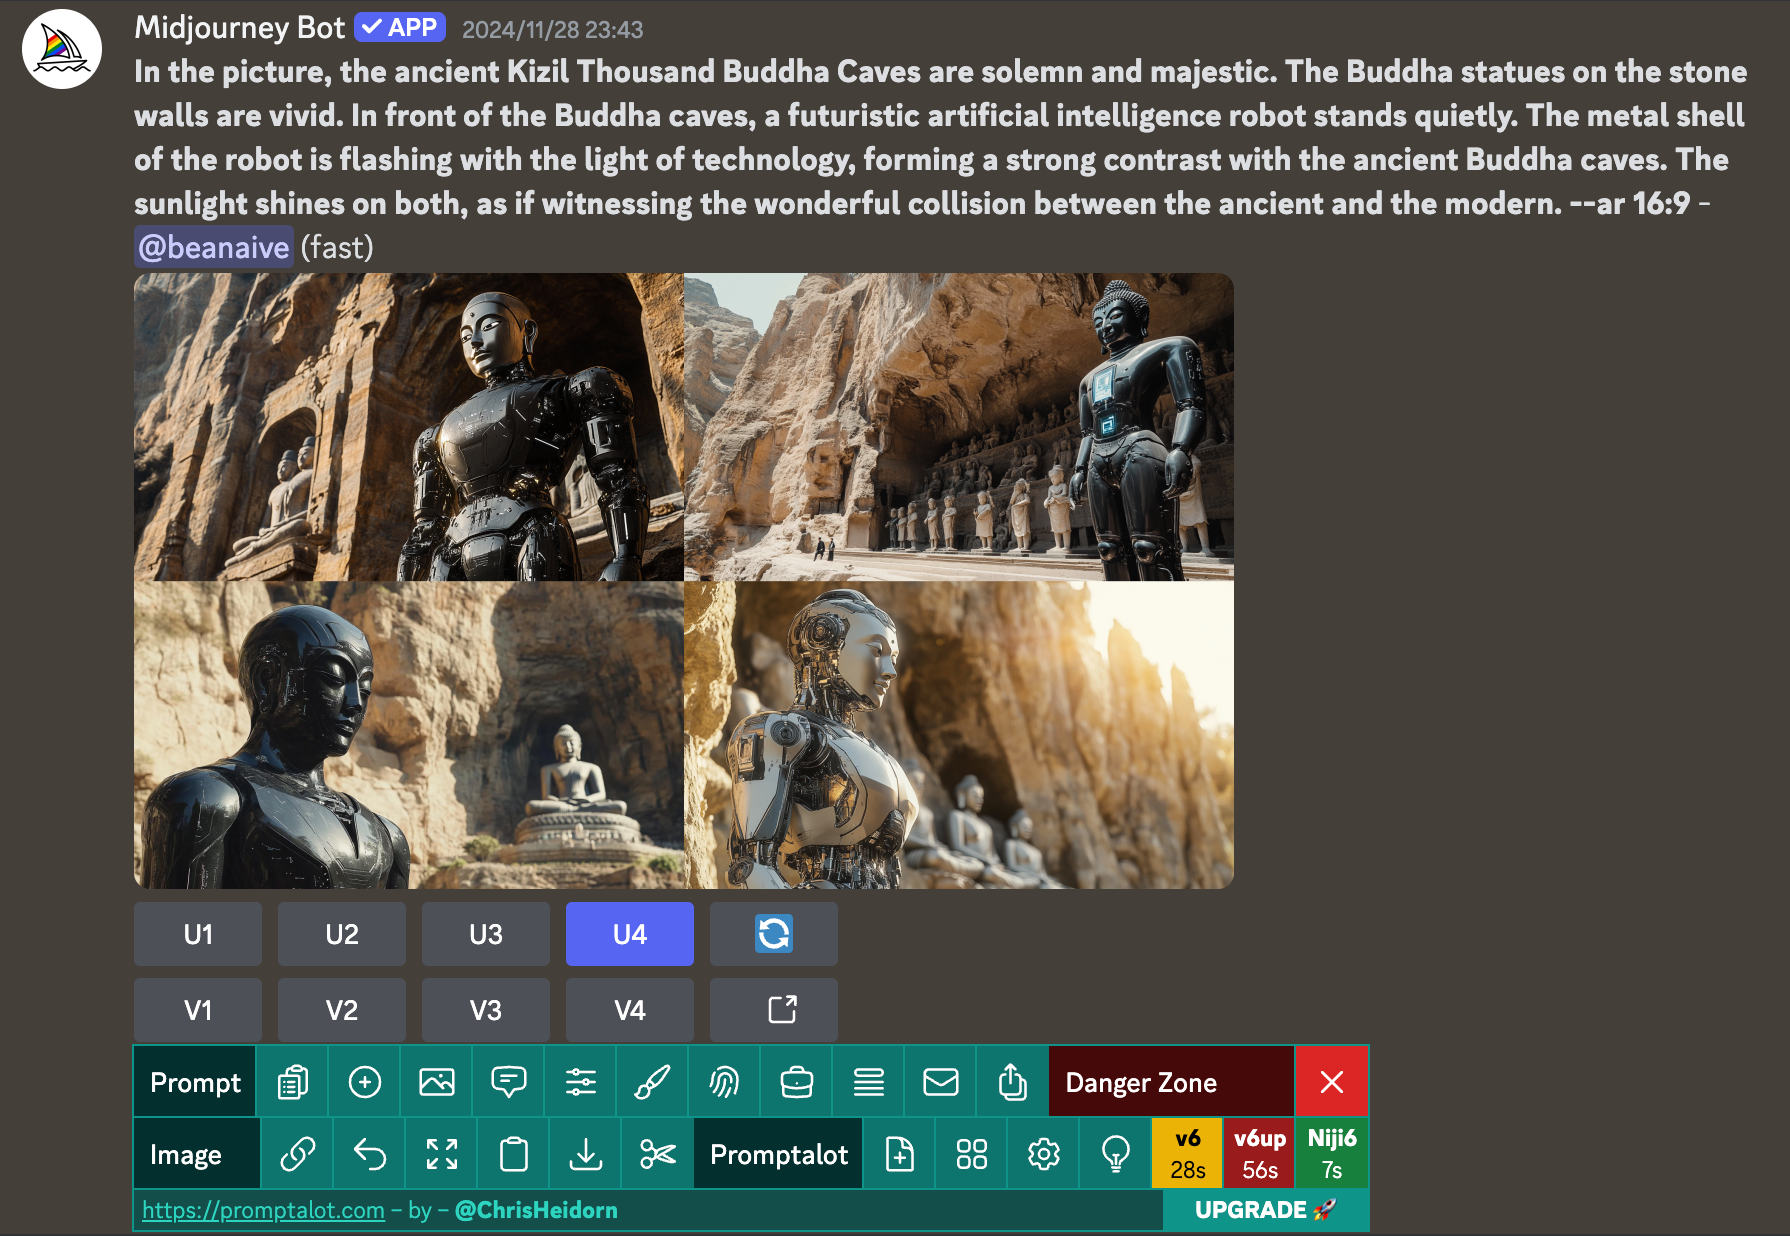 Midjourney Bot ✓ APP 2024/11/28 23:43
In the picture, the ancient Kizil Thousand Buddha Caves are solemn and majestic. The Buddha statues on the stone
walls are vivid. In front of the Buddha caves, a futuristic artificial intelligence robot stands quietly. The metal shell
of the robot is flashing with the light of technology, forming a strong contrast with the ancient Buddha caves. The
sunlight shines on both, as if witnessing the wonderful collision between the ancient and the modern. --ar 16:9 -
@beanaive (fast)
U1 U2 U3 U4
V1 V2 V3 V4
Prompt Danger Zone
Image Promptalot v6 28s v6up 56s Niji6 7s
https://promptalot.com – by – @ChrisHeidorn UPGRADE 🚀